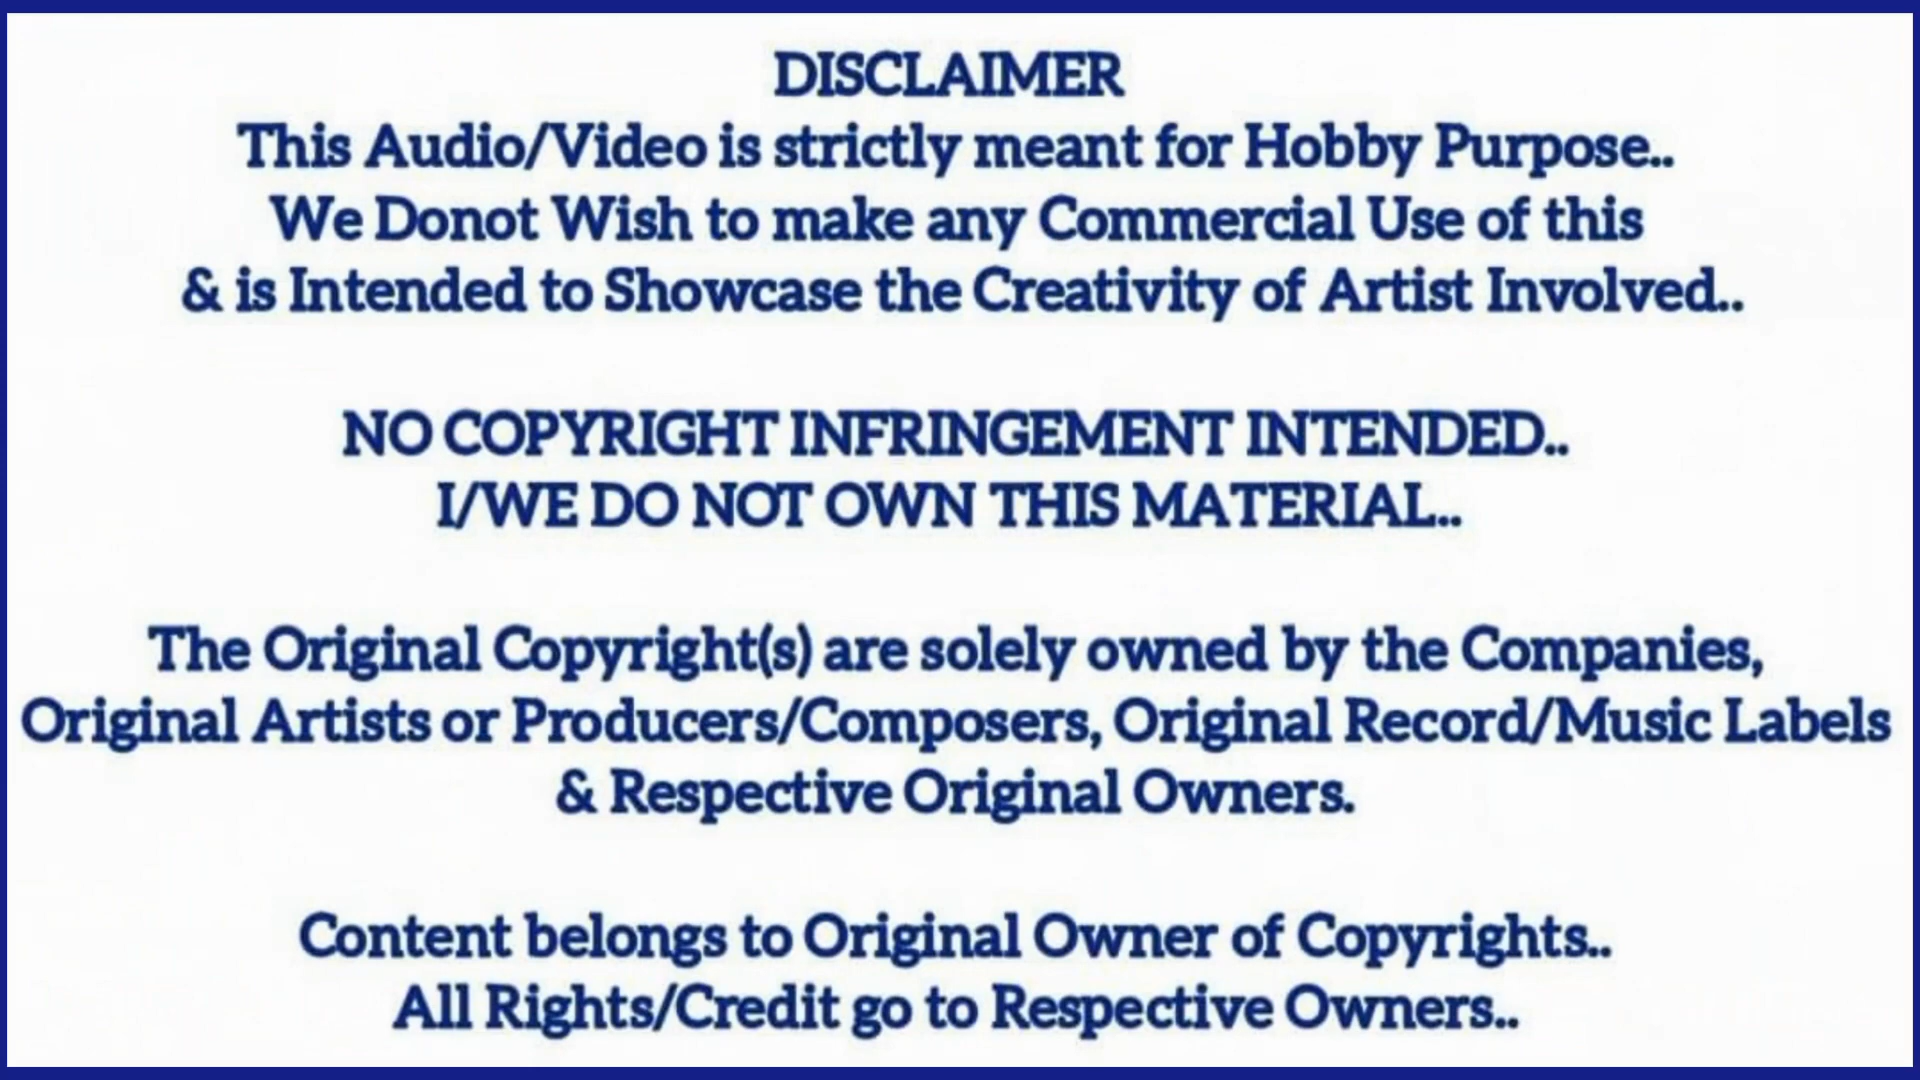 DISCLAIMER
This Audio/Video is strictly meant for Hobby Purpose..
We Donot Wish to make any Commercial Use of this
& is Intended to Showcase the Creativity of Artist Involved..
NO COPYRIGHT INFRINGEMENT INTENDED..
I/WE DO NOT OWN THIS MATERIAL..
The Original Copyright(s) are solely owned by the Companies,
Original Artists or Producers/Composers, Original Record/Music Labels
& Respective Original Owners.
Content belongs to Original Owner of Copyrights..
All Rights/Credit go to Respective Owners..